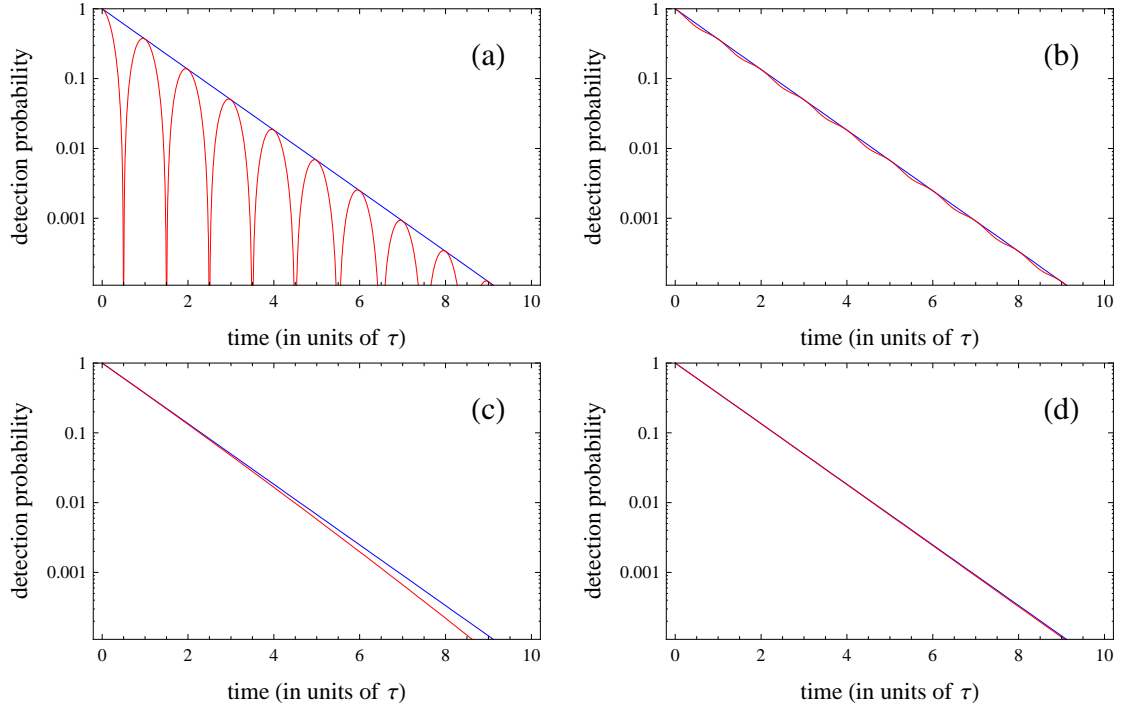 1
0.1
0.01
0.001
detection probability
(a)
0 2 4 6 8 10
time (in units of τ)
1
0.1
0.01
0.001
detection probability
(b)
0 2 4 6 8 10
time (in units of τ)
1
0.1
0.01
0.001
detection probability
(c)
0 2 4 6 8 10
time (in units of τ)
1
0.1
0.01
0.001
detection probability
(d)
0 2 4 6 8 10
time (in units of τ)